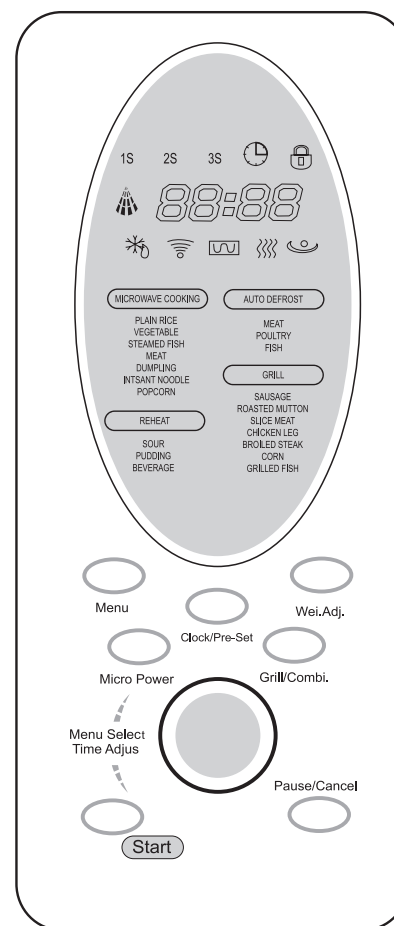 1S 2S 3S
88:88
MICROWAVE COOKING
PLAIN RICE
VEGETABLE
STEAMED FISH
MEAT
DUMPLING
INTSANT NOODLE
POPCORN
REHEAT
SOUR
PUDDING
BEVERAGE
AUTO DEFROST
MEAT
POULTRY
FISH
GRILL
SAUSAGE
ROASTED MUTTON
SLICE MEAT
CHICKEN LEG
BROILED STEAK
CORN
GRILLED FISH
Menu
Clock/Pre-Set
Wei.Adj.
Micro Power
Grill/Combi.
Menu Select
Time Adjus
Pause/Cancel
Start